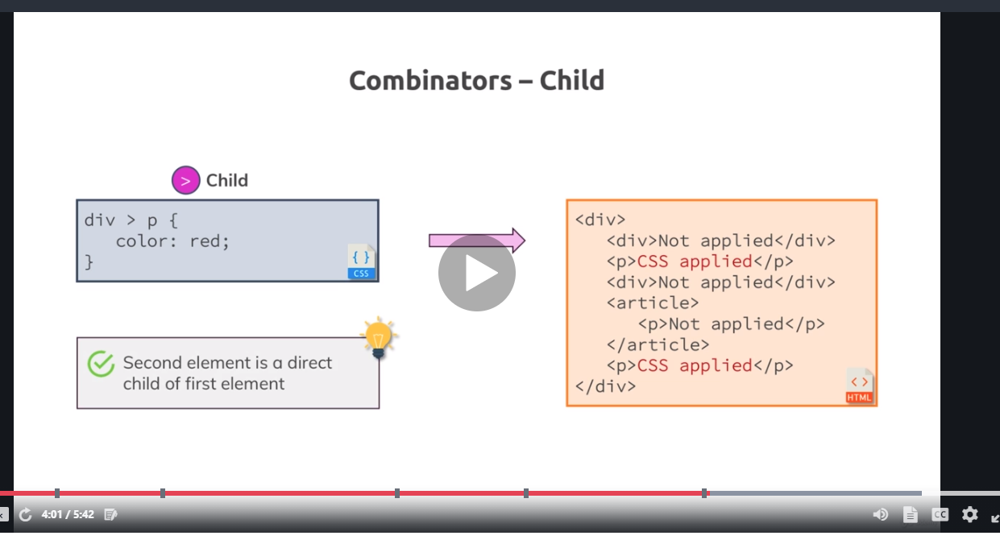 Combinators – Child
> Child
div > p {
color: red;
}
{ }
CSS
Second element is a direct
child of first element
<div>
<div>Not applied</div>
<p>CSS applied</p>
<div>Not applied</div>
<article>
<p>Not applied</p>
</article>
<p>CSS applied</p>
</div>
<>
HTML
4:01 / 5:42
CC